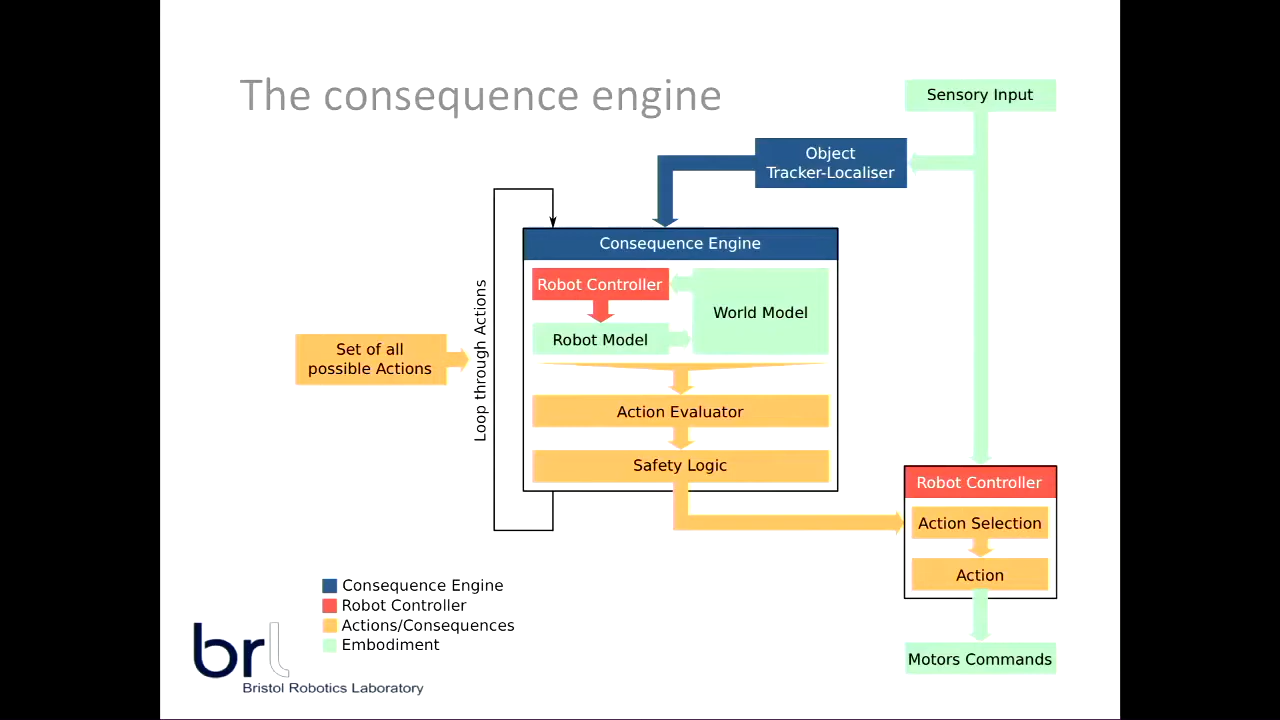 The consequence engine
Sensory Input
Object
Tracker-Localiser
Consequence Engine
Robot Controller
World Model
Robot Model
Set of all
possible Actions
Loop through Actions
Action Evaluator
Safety Logic
Robot Controller
Action Selection
Action
Motors Commands
Consequence Engine
Robot Controller
Actions/Consequences
Embodiment
brl
Bristol Robotics Laboratory